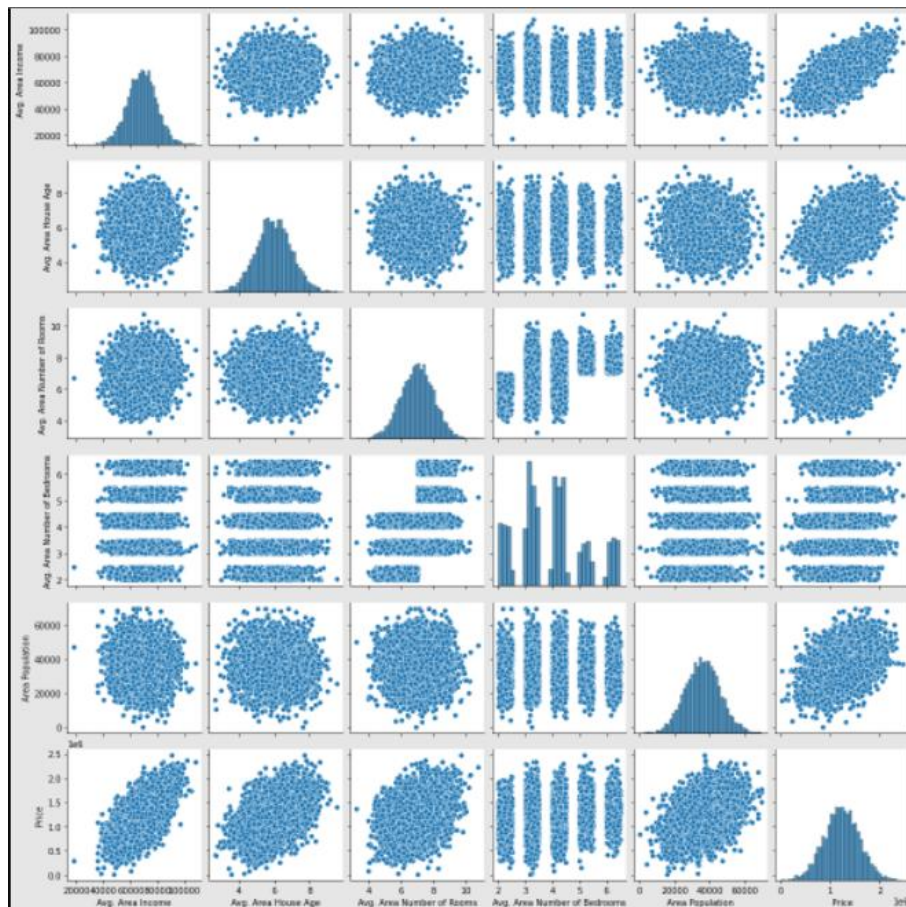 Avg. Area Income
100000
80000
60000
40000
20000
Avg. Area House Age
8
6
4
Avg. Area Number of Rooms
10
8
6
4
Avg. Area Number of Bedrooms
6
5
4
3
2
Area Population
60000
40000
20000
0
1e6
Price
2.5
2.0
1.5
1.0
0.5
0.0
20000 40000 60000 80000 100000
Avg. Area Income
4 6 8
Avg. Area House Age
4 6 8 10
Avg. Area Number of Rooms
2 3 4 5 6
Avg. Area Number of Bedrooms
0 20000 40000 60000
Area Population
0 1 2
Price
1e6